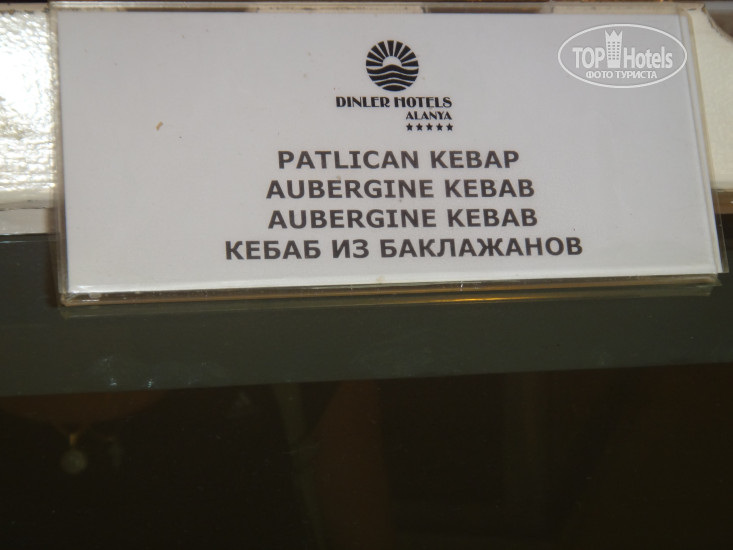 TOP Hotels
ФОТО ТУРИСТА
DINLER HOTELS
ALANYA
PATLICAN KEBAP
AUBERGINE KEBAB
AUBERGINE KEBAB
КЕБАБ ИЗ БАКЛАЖАНОВ